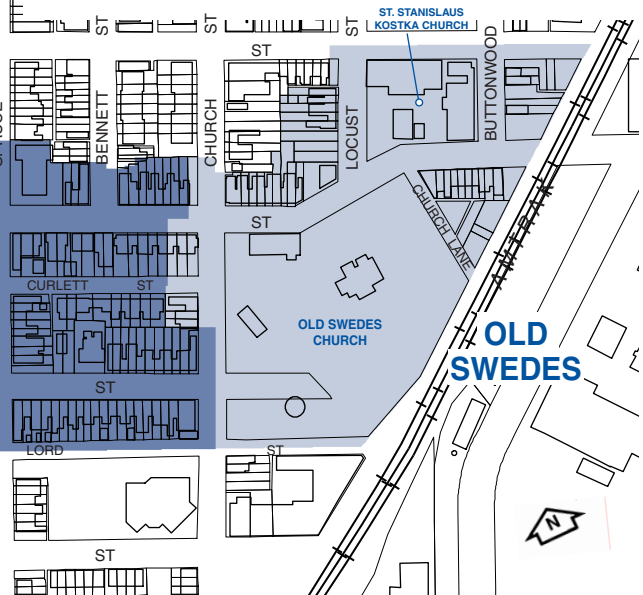 ST. STANISLAUS
KOSTKA CHURCH
ST
ST
ST
ST
BENNETT
CHURCH
LOCUST
BUTTONWOOD
ST
CHURCH LANE
AMTRAK
CURLETT ST
OLD SWEDES
CHURCH
OLD
SWEDES
ST
LORD ST
N
ST